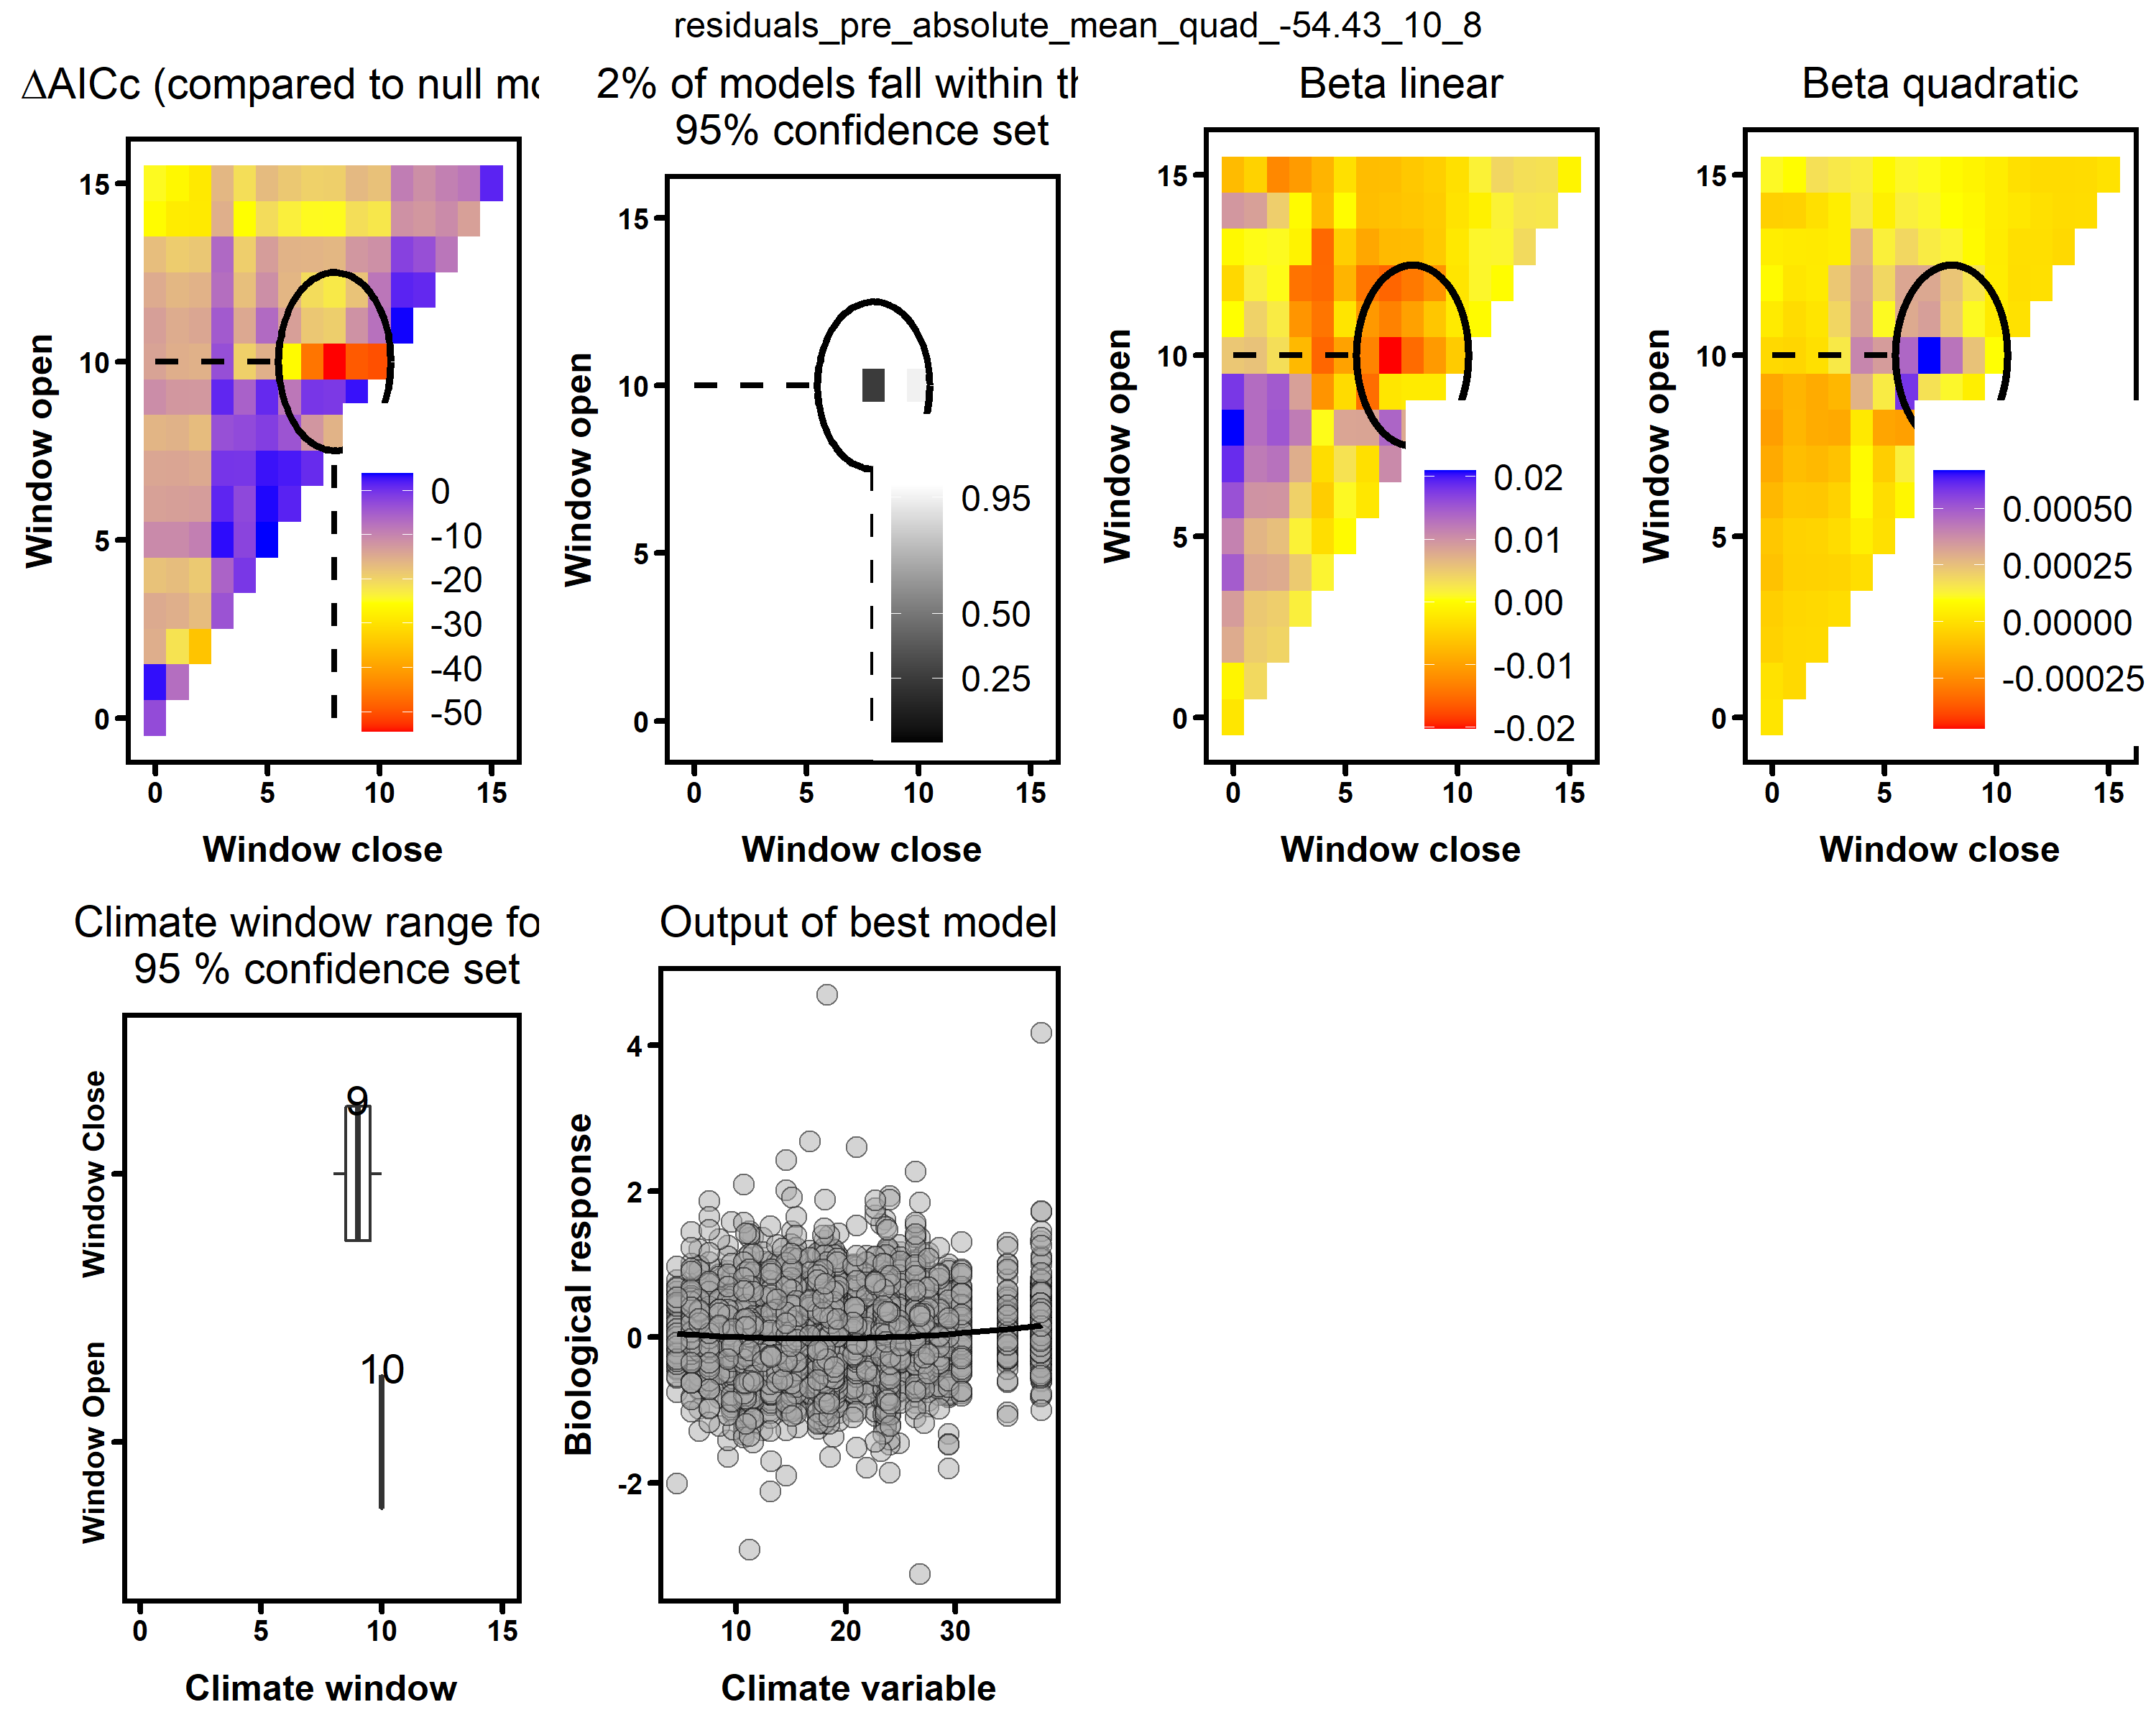 residuals_pre_absolute_mean_quad_-54.43_10_8
ΔAICc (compared to null mo
15
10
5
0
0
5
10
15
Window open
Window close
0
-10
-20
-30
-40
-50
2% of models fall within th
95% confidence set
15
10
5
0
0
5
10
15
Window open
Window close
0.95
0.50
0.25
Beta linear
15
10
5
0
0
5
10
15
Window open
Window close
0.02
0.01
0.00
-0.01
-0.02
Beta quadratic
15
10
5
0
0
5
10
15
Window open
Window close
0.00050
0.00025
0.00000
-0.00025
Climate window range fo
95 % confidence set
Window Close
Window Open
9
10
0
5
10
15
Climate window
Output of best model
4
2
0
-2
10
20
30
Biological response
Climate variable